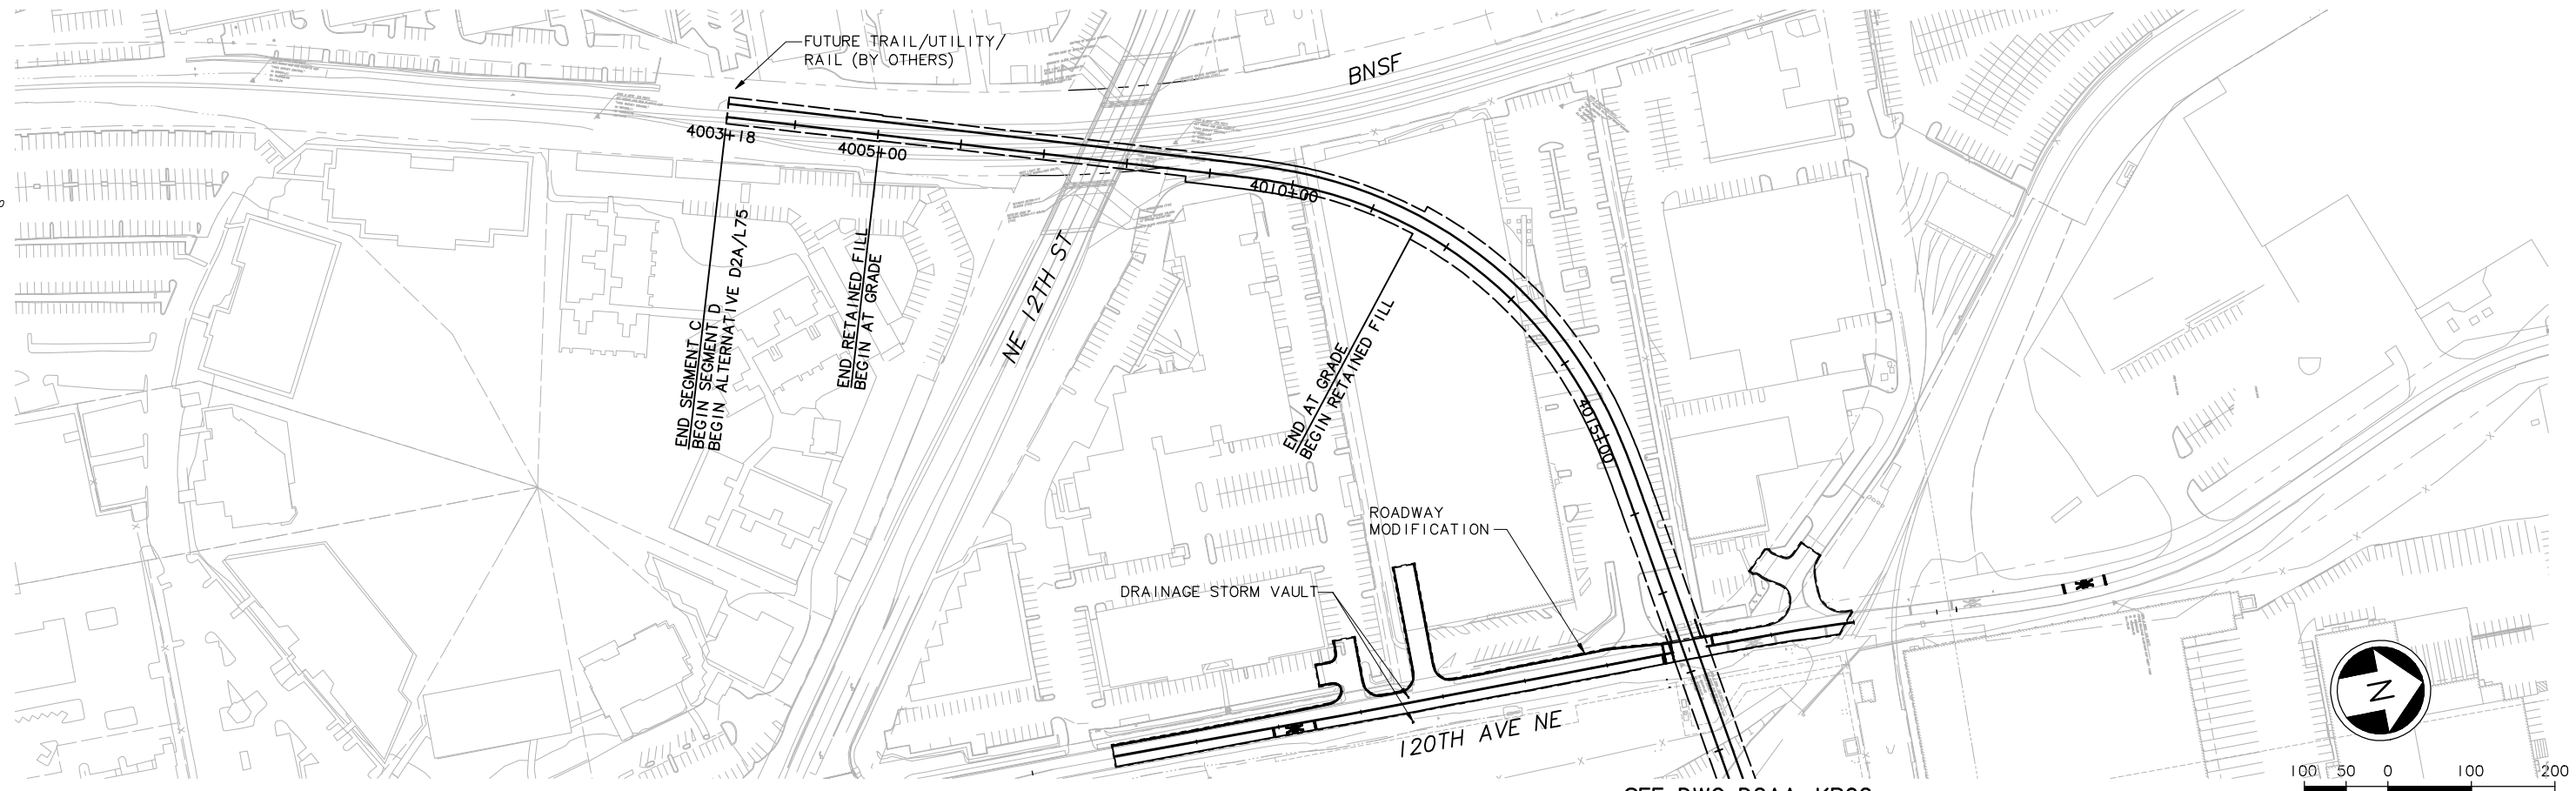 FUTURE TRAIL/UTILITY/
RAIL (BY OTHERS)
BNSF
4003+18
4005+00
4010+00
END SEGMENT C
BEGIN SEGMENT D
BEGIN ALTERNATIVE D2A/L75
END RETAINED FILL
BEGIN AT GRADE
NE 12TH ST
END AT GRADE
BEGIN RETAINED FILL
4015+00
ROADWAY
MODIFICATION
DRAINAGE STORM VAULT
120TH AVE NE
N
100 50 0 100 200